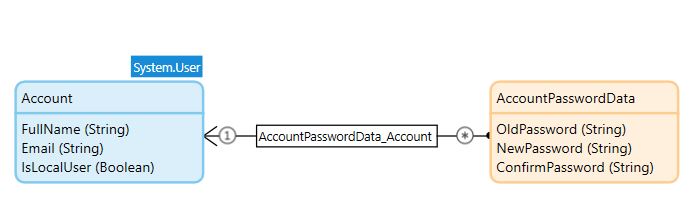 System.User
Account
FullName (String)
Email (String)
IsLocalUser (Boolean)
1
AccountPasswordData_Account
*
AccountPasswordData
OldPassword (String)
NewPassword (String)
ConfirmPassword (String)